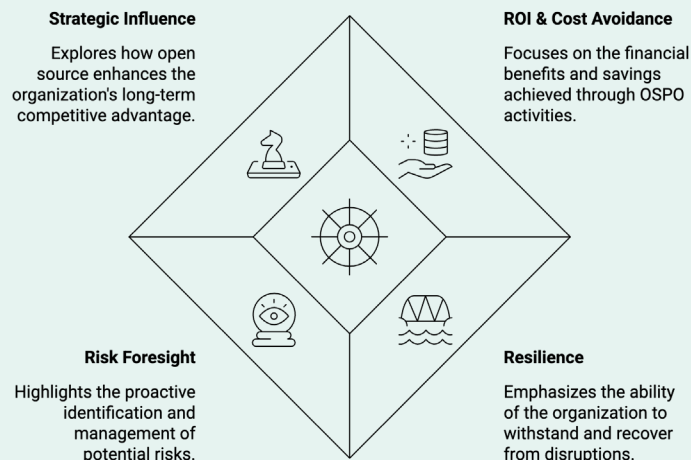 Strategic Influence
Explores how open
source enhances the
organization's long-term
competitive advantage.
ROI & Cost Avoidance
Focuses on the financial
benefits and savings
achieved through OSPO
activities.
Risk Foresight
Highlights the proactive
identification and
management of
potential risks.
Resilience
Emphasizes the ability
of the organization to
withstand and recover
from disruptions.